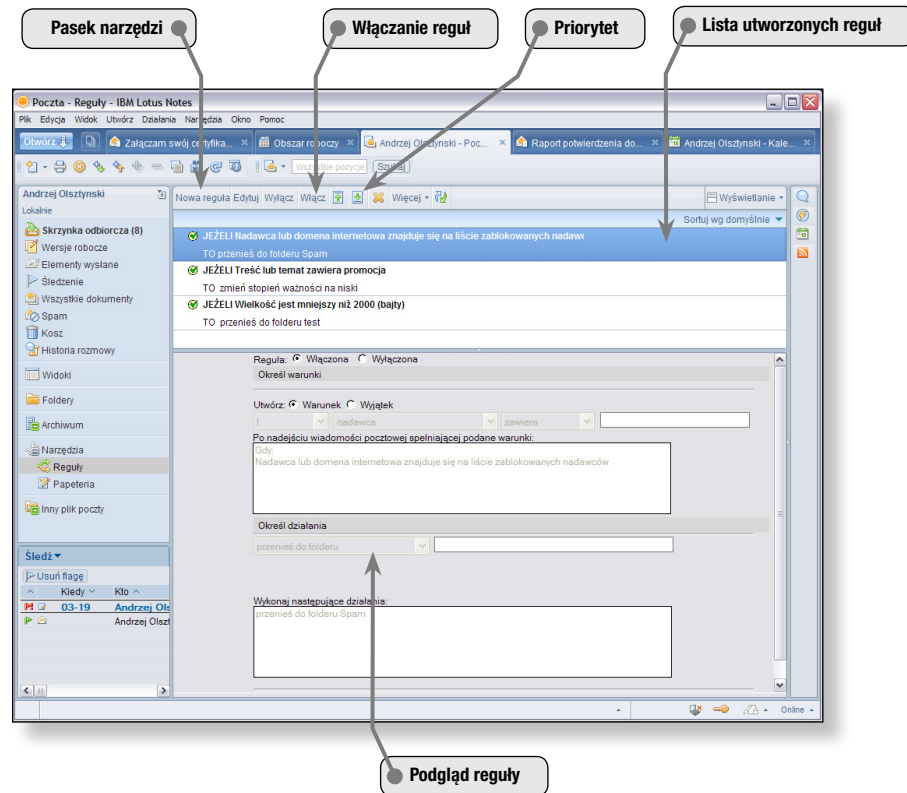 Pasek narzędzi
Włączanie reguł
Priorytet
Lista utworzonych reguł
Poczta - Reguły - IBM Lotus Notes
Plik Edycja Widok Utwórz Działania Narzędzia Okno Pomoc
Otwórz
Załączam swój certyfika...
Obszar roboczy
Andrzej Olsztynski - Poc...
Raport potwierdzenia do...
Andrzej Olsztynski - Kale...
Wszystkie pozycje
Szukaj
Andrzej Olsztynski
Lokalnie
Nowa reguła Edytuj Wyłącz Włącz Więcej
Wyświetlanie
Sortuj wg domyślnie
Skrzynka odbiorcza (8)
Wersje robocze
Elementy wysłane
Śledzenie
Wszystkie dokumenty
Spam
Kosz
Historia rozmowy
Widoki
Foldery
Archiwum
Narzędzia
Reguły
Papeteria
Inny plik poczty
JEŻELI Nadawca lub domena internetowa znajduje się na liście zablokowanych nadawc
TO przenieś do folderu Spam
JEŻELI Treść lub temat zawiera promocja
TO zmień stopień ważności na niski
JEŻELI Wielkość jest mniejszy niż 2000 (bajty)
TO przenieś do folderu test
Reguła: Włączona Wyłączona
Określ warunki
Utwórz: Warunek Wyjątek
I nadawca zawiera
Po nadejściu wiadomości pocztowej spełniającej podane warunki:
Gdy:
Nadawca lub domena internetowa znajduje się na liście zablokowanych nadawców
Określ działania
przenieś do folderu
Wykonaj następujące działania:
przenieś do folderu Spam
Śledź
Usuń flagę
Kiedy Kto
03-19 Andrzej Ols
Andrzej Olszt
Online
Podgląd reguły